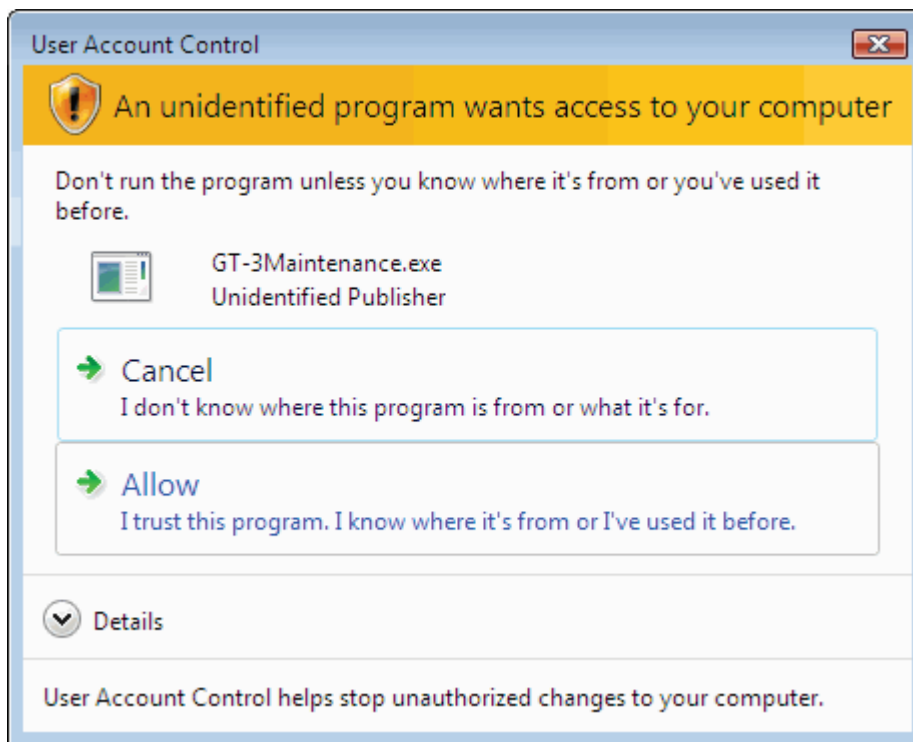 User Account Control
An unidentified program wants access to your computer
Don't run the program unless you know where it's from or you've used it
before.
GT-3Maintenance.exe
Unidentified Publisher
Cancel
I don't know where this program is from or what it's for.
Allow
I trust this program. I know where it's from or I've used it before.
Details
User Account Control helps stop unauthorized changes to your computer.